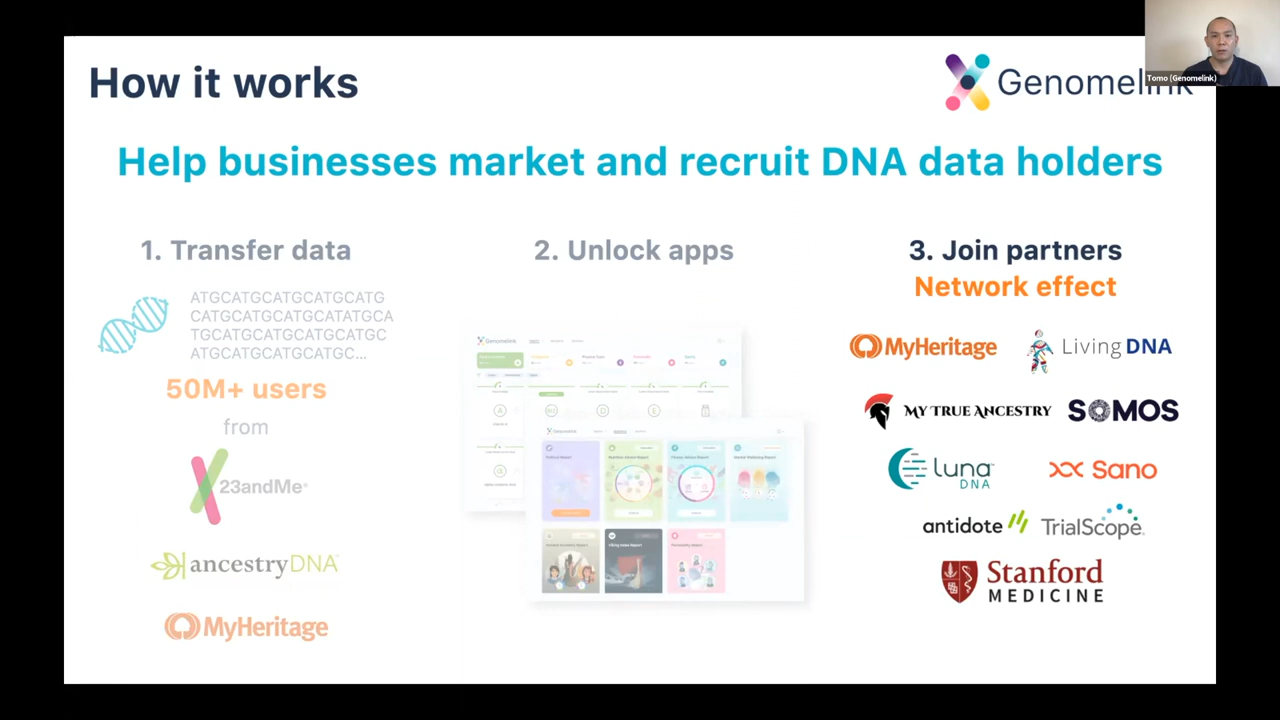 How it works
Genomelink
Tomo (Genomelink)
Help businesses market and recruit DNA data holders
1. Transfer data
ATGCATGCATGCATGCATG
CATGCATGCATGCATATGCA
TGCATGCATGCATGCATGC
ATGCATGCATGCATGC...
50M+ users
from
23andMe
ancestryDNA
MyHeritage
2. Unlock apps
Genomelink
Genomelink
3. Join partners
Network effect
MyHeritage
Living DNA
MY TRUE ANCESTRY
SOMOS
luna
DNA
Sano
antidote
TrialScope
Stanford
MEDICINE